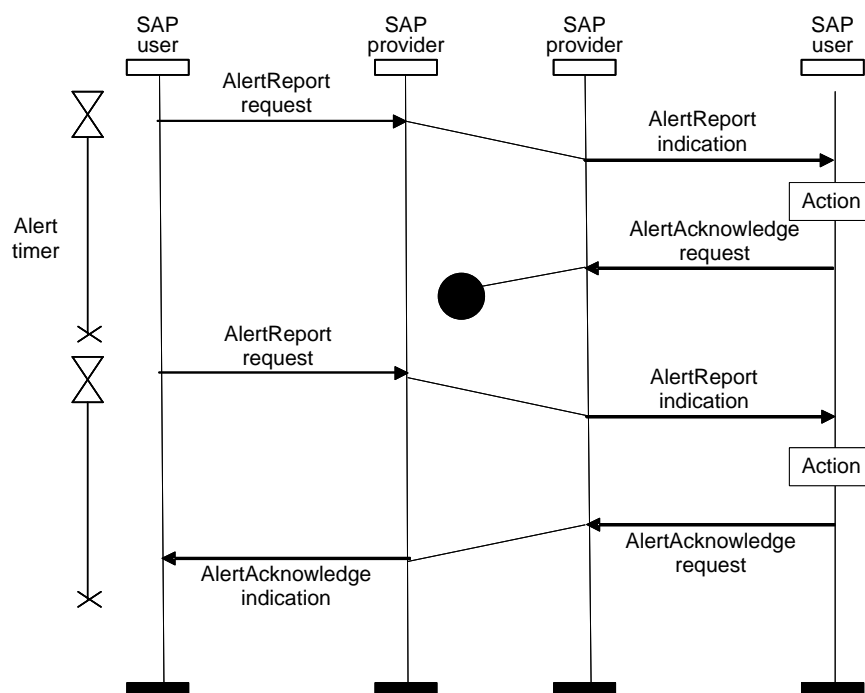 SAP
user
SAP
provider
SAP
provider
SAP
user
AlertReport
request
AlertReport
indication
Action
Alert
timer
AlertAcknowledge
request
AlertReport
request
AlertReport
indication
Action
AlertAcknowledge
request
AlertAcknowledge
indication